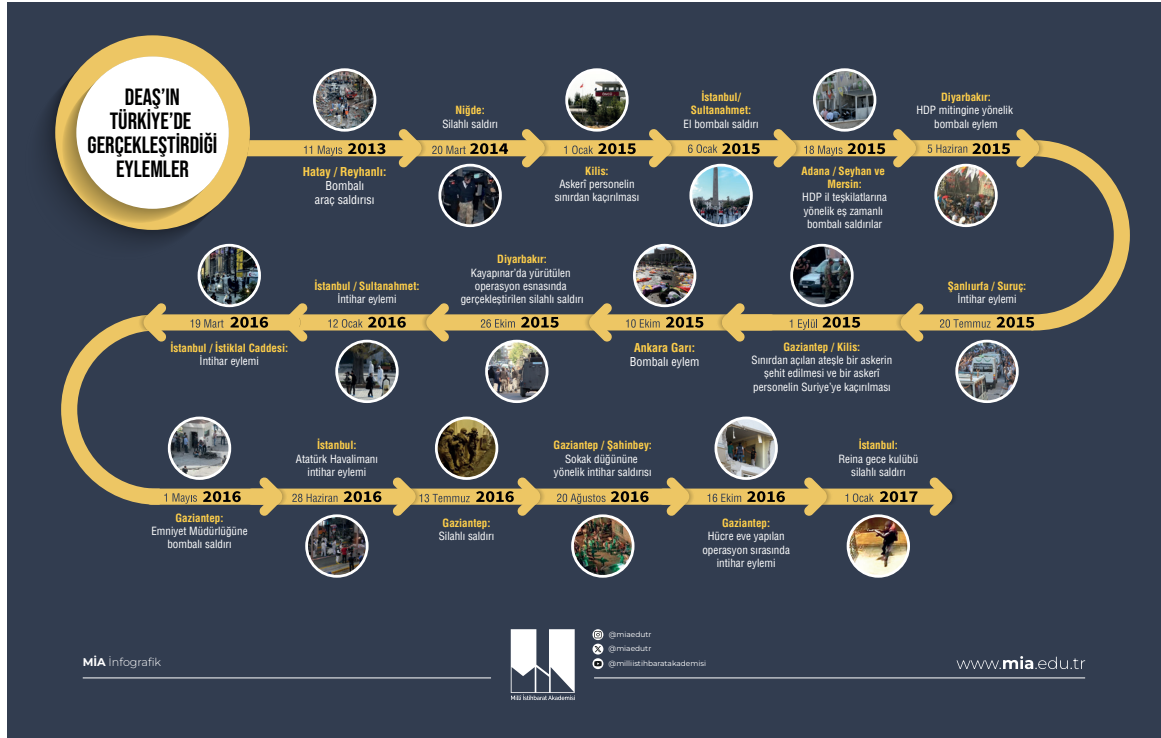 DEAŞ'IN
TÜRKİYE'DE
GERÇEKLEŞTİRDİĞİ
EYLEMLER
11 Mayıs 2013
Hatay / Reyhanlı:
Bombalı
araç saldırısı
Niğde:
Silahlı saldırı
20 Mart 2014
1 Ocak 2015
Kilis:
Askerî personelin
sınırdan kaçırılması
İstanbul/
Sultanahmet:
El bombalı saldırı
6 Ocak 2015
18 Mayıs 2015
Adana / Seyhan ve
Mersin:
HDP il teşkilatlarına
yönelik eş zamanlı
bombalı saldırılar
Diyarbakır:
HDP mitingine yönelik
bombalı eylem
5 Haziran 2015
Şanlıurfa / Suruç:
İntihar eylemi
20 Temmuz 2015
1 Eylül 2015
Gaziantep / Kilis:
Sınırdan açılan ateşle bir askerin
şehit edilmesi ve bir askerî
personelin Suriye'ye kaçırılması
10 Ekim 2015
Ankara Garı:
Bombalı eylem
Diyarbakır:
Kayapınar'da yürütülen
operasyon esnasında
gerçekleştirilen silahlı saldırı
26 Ekim 2015
İstanbul / Sultanahmet:
İntihar eylemi
12 Ocak 2016
19 Mart 2016
İstanbul / İstiklal Caddesi:
İntihar eylemi
1 Mayıs 2016
Gaziantep:
Emniyet Müdürlüğüne
bombalı saldırı
İstanbul:
Atatürk Havalimanı
intihar eylemi
28 Haziran 2016
13 Temmuz 2016
Gaziantep:
Silahlı saldırı
Gaziantep / Şahinbey:
Sokak düğününe
yönelik intihar saldırısı
20 Ağustos 2016
16 Ekim 2016
Gaziantep:
Hücre eve yapılan
operasyon sırasında
intihar eylemi
İstanbul:
Reina gece kulübü
silahlı saldırı
1 Ocak 2017
MİA İnfografik
Millî İstihbarat Akademisi
@miaedutr
@miaedutr
@milliistihbaratakademisi
www.mia.edu.tr